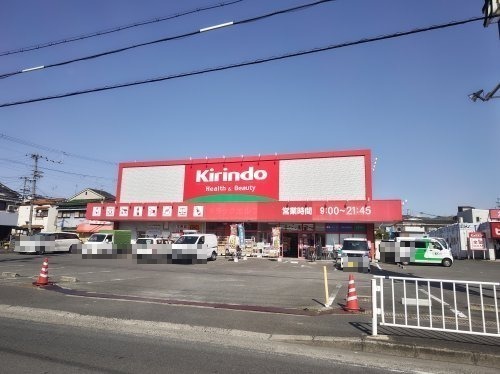 Kirindo
Health & Beauty
営業時間 9:00~21:45